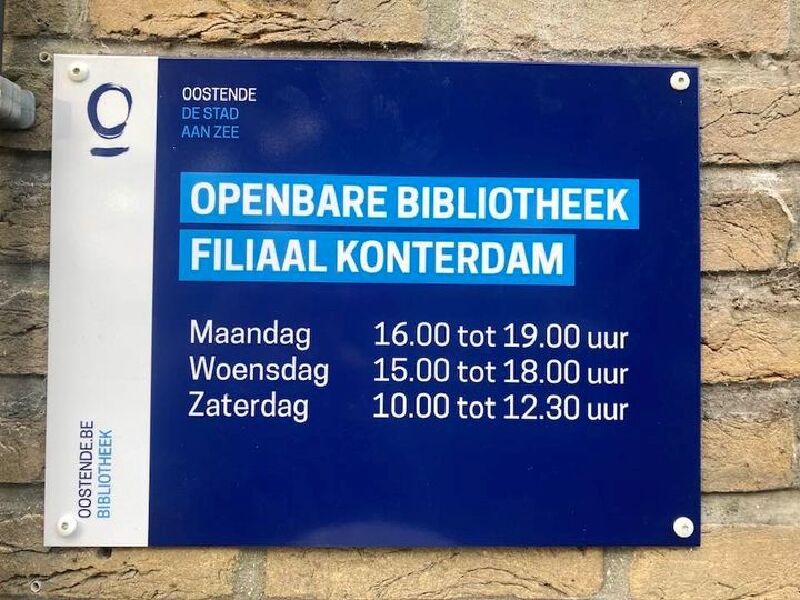 OOSTENDE
DE STAD
AAN ZEE
OPENBARE BIBLIOTHEEK
FILIAAL KONTERDAM
Maandag 16.00 tot 19.00 uur
Woensdag 15.00 tot 18.00 uur
Zaterdag 10.00 tot 12.30 uur
OOSTENDE.BE
BIBLIOTHEEK